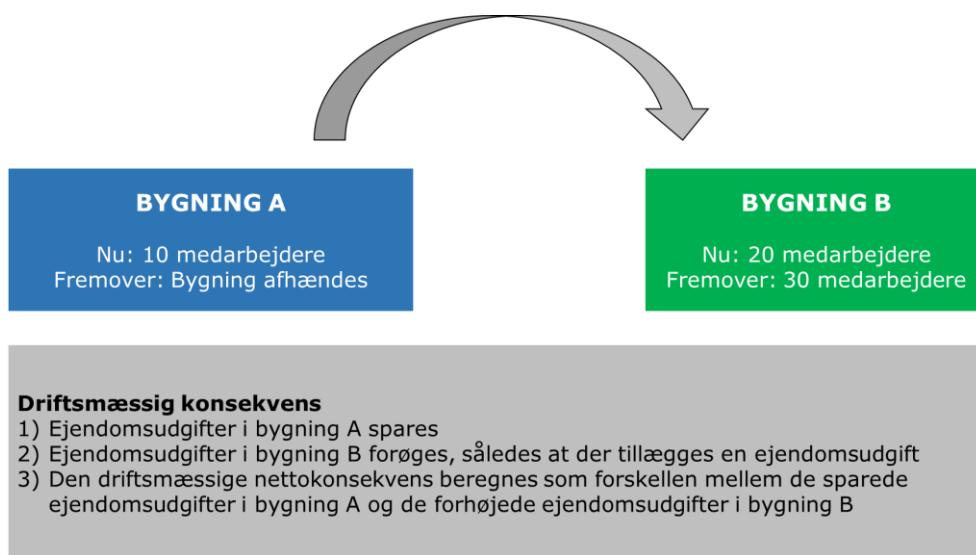 BYGNING A
Nu: 10 medarbejdere
Fremover: Bygning afhændes
BYGNING B
Nu: 20 medarbejdere
Fremover: 30 medarbejdere
Driftsmæssig konsekvens
1) Ejendomsudgifter i bygning A spares
2) Ejendomsudgifter i bygning B forøges, således at der tillægges en ejendomsudgift
3) Den driftsmæssige nettokonsekvens beregnes som forskellen mellem de sparede
ejendomsudgifter i bygning A og de forhøjede ejendomsudgifter i bygning B